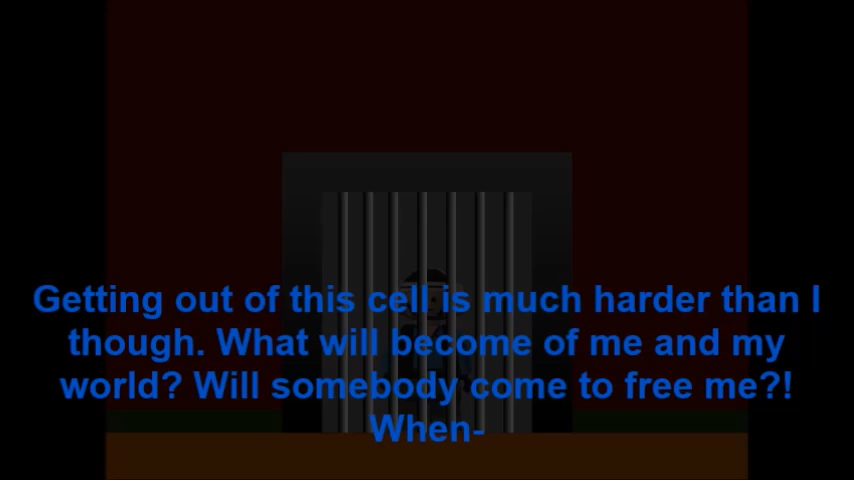 Getting out of this cell is much harder than I
though. What will become of me and my
world? Will somebody come to free me?!
When-